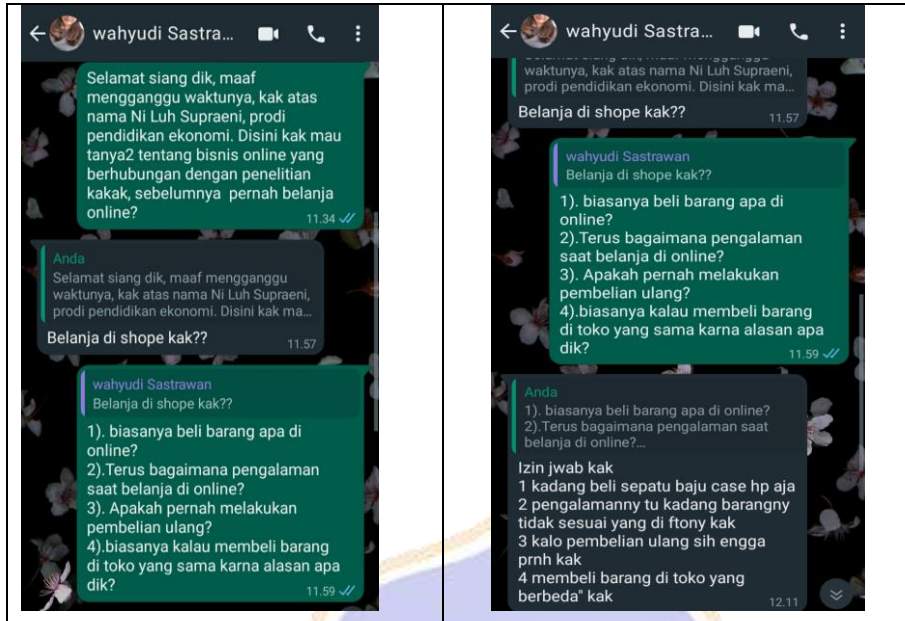 wahyudi Sastra...
Selamat siang dik, maaf
mengganggu waktunya, kak atas
nama Ni Luh Supraeni, prodi
pendidikan ekonomi. Disini kak mau
tanya2 tentang bisnis online yang
berhubungan dengan penelitian
kakak, sebelumnya pernah belanja
online?
11.34
Anda
Selamat siang dik, maaf mengganggu
waktunya, kak atas nama Ni Luh Supraeni,
prodi pendidikan ekonomi. Disini kak ma...
Belanja di shope kak??
11.57
wahyudi Sastrawan
Belanja di shope kak??
1). biasanya beli barang apa di
online?
2).Terus bagaimana pengalaman
saat belanja di online?
3). Apakah pernah melakukan
pembelian ulang?
4).biasanya kalau membeli barang
di toko yang sama karna alasan apa
dik?
11.59
wahyudi Sastra...
waktunya, kak atas nama Ni Luh Supraeni,
prodi pendidikan ekonomi. Disini kak ma...
Belanja di shope kak??
11.57
wahyudi Sastrawan
Belanja di shope kak??
1). biasanya beli barang apa di
online?
2).Terus bagaimana pengalaman
saat belanja di online?
3). Apakah pernah melakukan
pembelian ulang?
4).biasanya kalau membeli barang
di toko yang sama karna alasan apa
dik?
11.59
Anda
1). biasanya beli barang apa di online?
2).Terus bagaimana pengalaman saat
belanja di online?...
Izin jwab kak
1 kadang beli sepatu baju case hp aja
2 pengalamanny tu kadang barangny
tidak sesuai yang di ftony kak
3 kalo pembelian ulang sih engga
prnh kak
4 membeli barang di toko yang
berbeda" kak
12.11